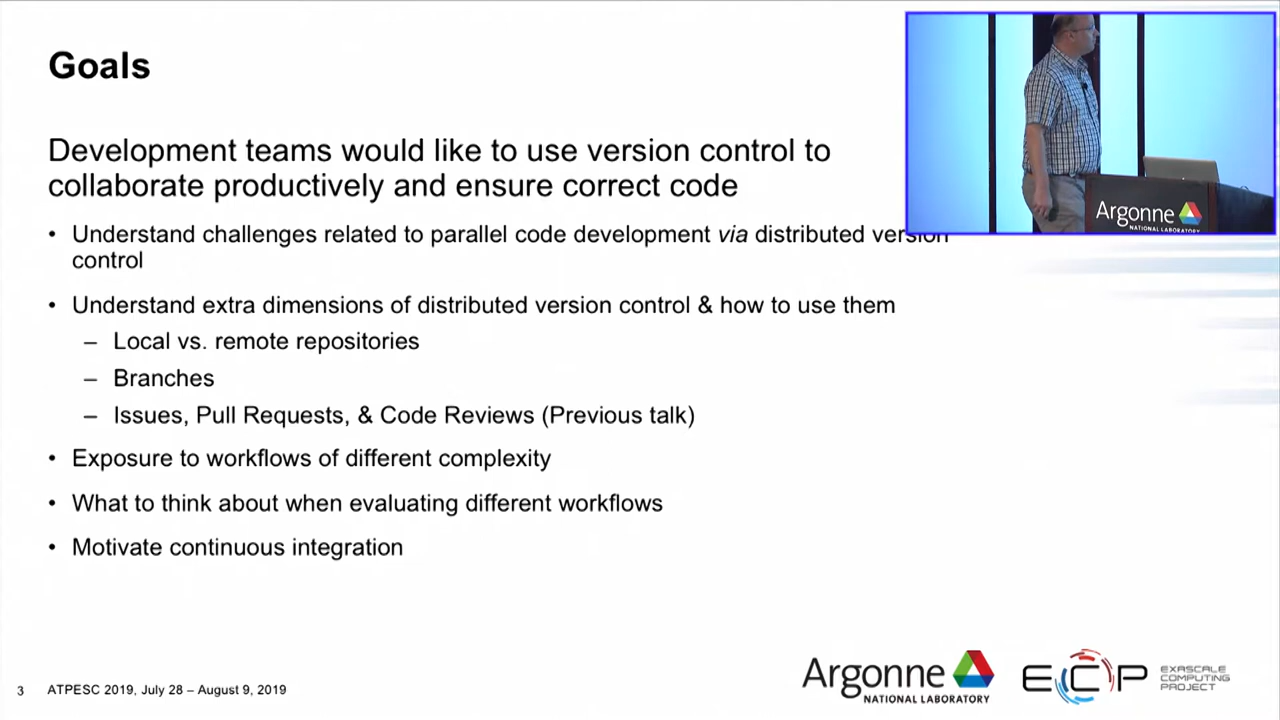 Goals
Development teams would like to use version control to
collaborate productively and ensure correct code
• Understand challenges related to parallel code development via distributed version
control
• Understand extra dimensions of distributed version control & how to use them
– Local vs. remote repositories
– Branches
– Issues, Pull Requests, & Code Reviews (Previous talk)
• Exposure to workflows of different complexity
• What to think about when evaluating different workflows
• Motivate continuous integration
Argonne
NATIONAL LABORATORY
3 ATPESC 2019, July 28 – August 9, 2019
Argonne
NATIONAL LABORATORY
ECP
EXASCALE
COMPUTING
PROJECT